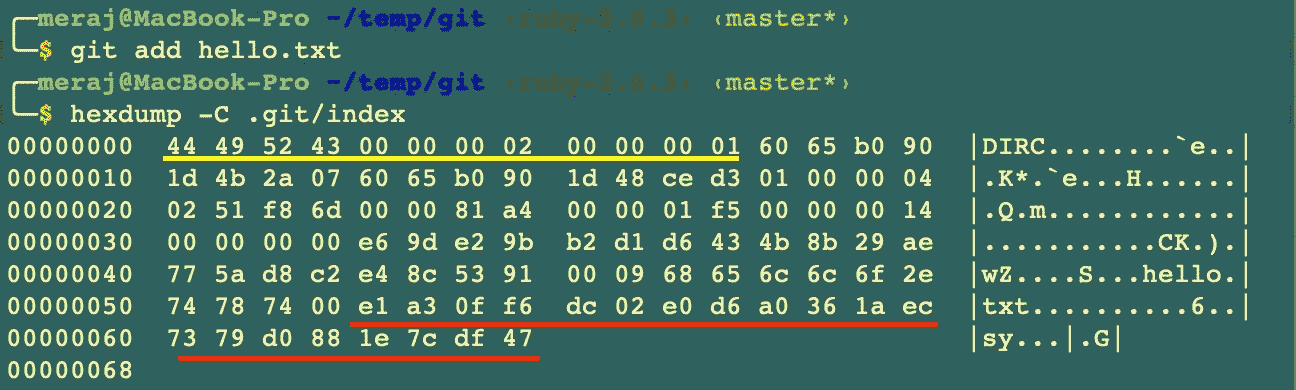 meraj@MacBook-Pro ~/temp/git ‹ruby-2.6.3› ‹master*›
$ git add hello.txt
meraj@MacBook-Pro ~/temp/git ‹ruby-2.6.3› ‹master*›
$ hexdump -C .git/index
00000000  44 49 52 43 00 00 00 02  00 00 00 01 60 65 b0 90  |DIRC........`e..|
00000010  1d 4b 2a 07 60 65 b0 90  1d 48 ce d3 01 00 00 04  |.K*.`e...H......|
00000020  02 51 f8 6d 00 00 81 a4  00 00 01 f5 00 00 00 14  |.Q.m............|
00000030  00 00 00 00 e6 9d e2 9b  b2 d1 d6 43 4b 8b 29 ae  |...........CK.).|
00000040  77 5a d8 c2 e4 8c 53 91  00 09 68 65 6c 6c 6f 2e  |wZ....S...hello.|
00000050  74 78 74 00 e1 a3 0f f6  dc 02 e0 d6 a0 36 1a ec  |txt..........6..|
00000060  73 79 d0 88 1e 7c df 47  |sy...|.G|
00000068